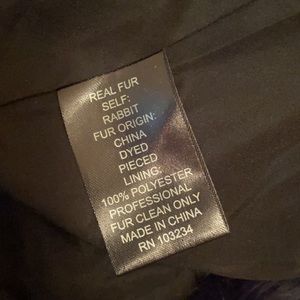 REAL FUR
SELF:
RABBIT
FUR ORIGIN:
CHINA
DYED
PIECED
LINING:
100% POLYESTER
PROFESSIONAL
FUR CLEAN ONLY
MADE IN CHINA
RN 103234